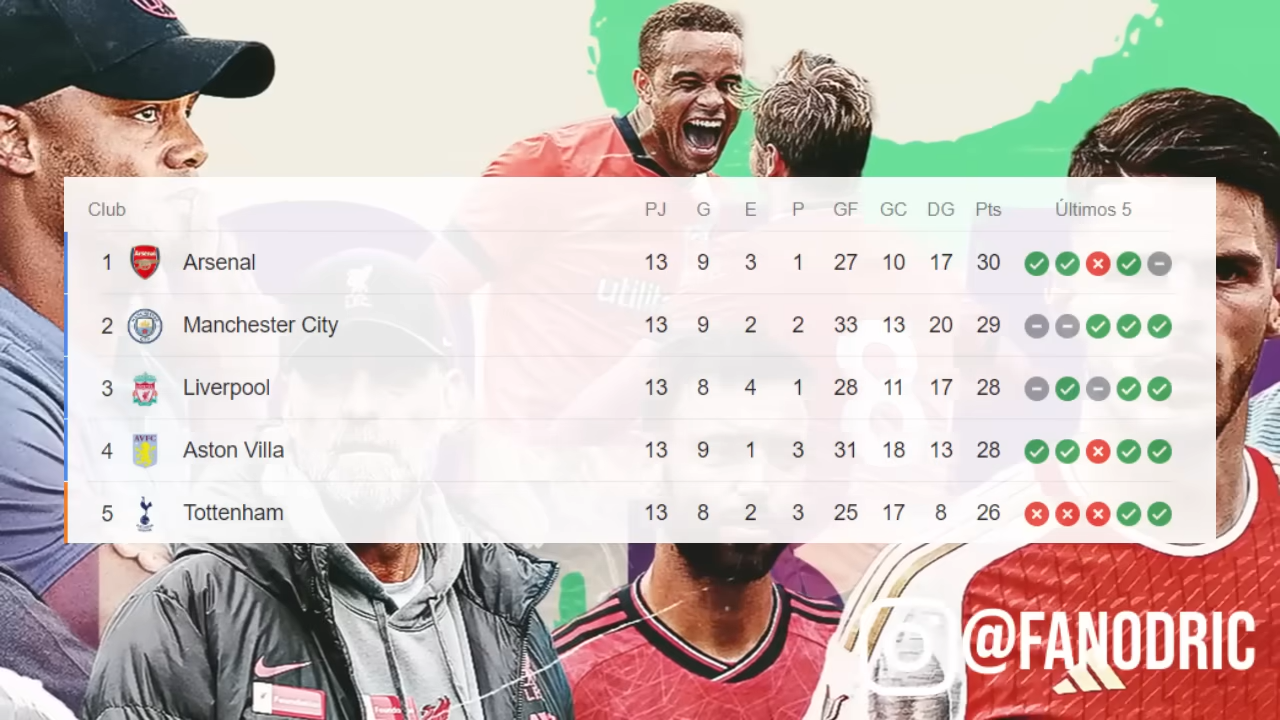 Club PJ G E P GF GC DG Pts Últimos 5
1 Arsenal 13 9 3 1 27 10 17 30
2 Manchester City 13 9 2 2 33 13 20 29
3 Liverpool 13 8 4 1 28 11 17 28
4 Aston Villa 13 9 1 3 31 18 13 28
5 Tottenham 13 8 2 3 25 17 8 26
utilit
8
@FANODRIC